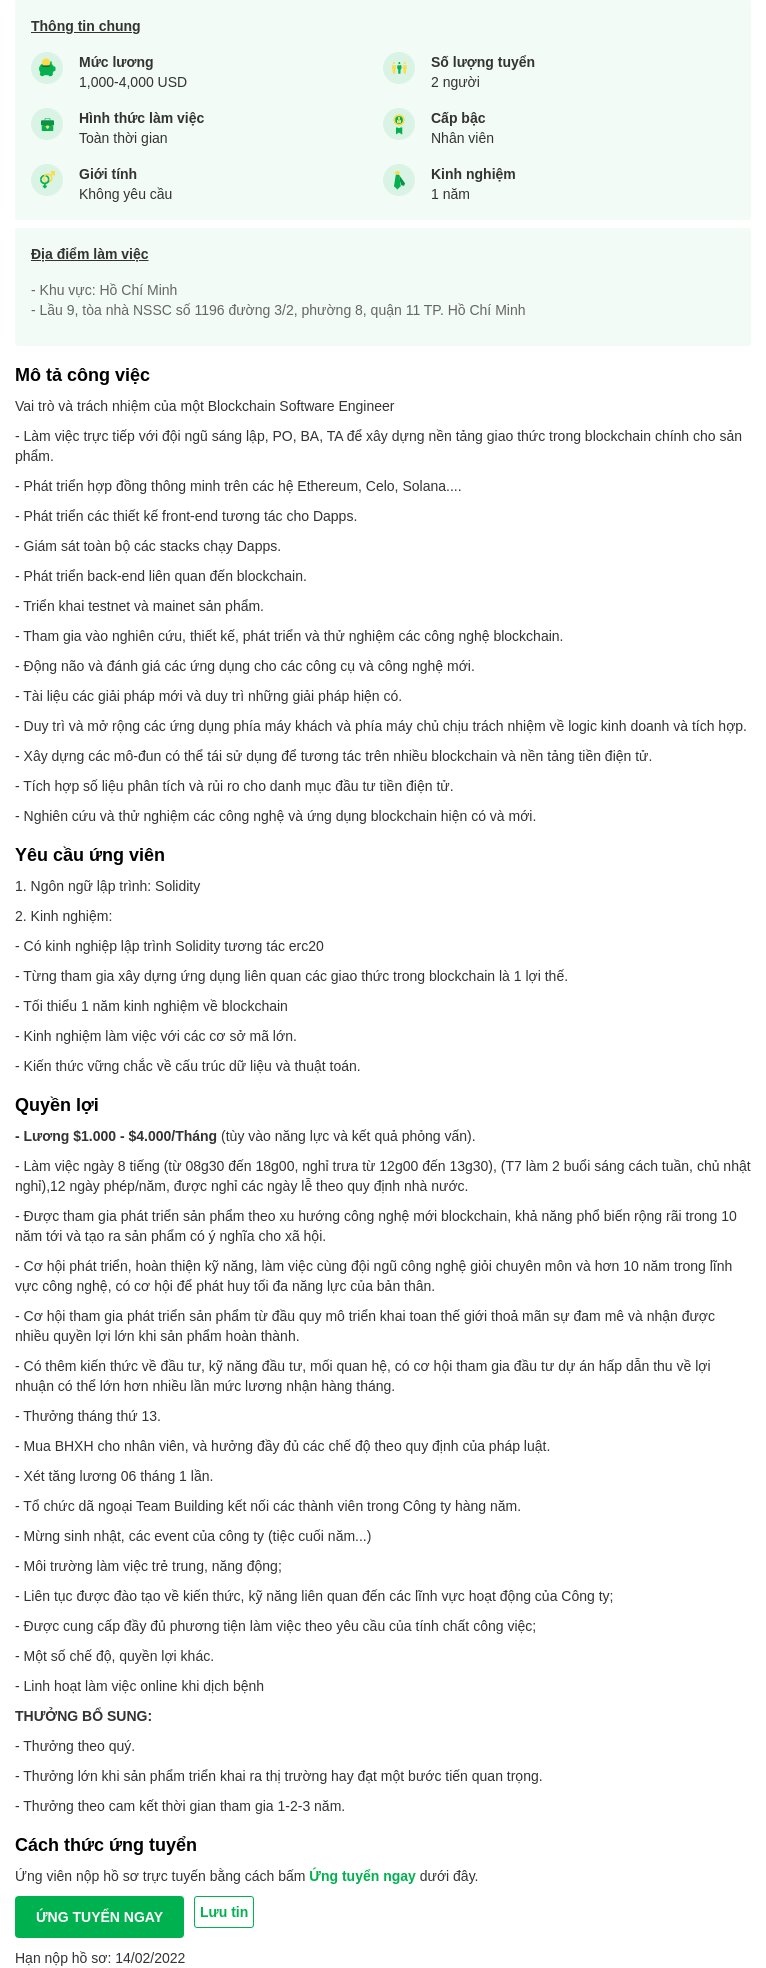 Thông tin chung
Mức lương
1,000-4,000 USD
Số lượng tuyển
2 người
Hình thức làm việc
Toàn thời gian
Cấp bậc
Nhân viên
Giới tính
Không yêu cầu
Kinh nghiệm
1 năm
Địa điểm làm việc
- Khu vực: Hồ Chí Minh
- Lầu 9, tòa nhà NSSC số 1196 đường 3/2, phường 8, quận 11 TP. Hồ Chí Minh
Mô tả công việc
Vai trò và trách nhiệm của một Blockchain Software Engineer
- Làm việc trực tiếp với đội ngũ sáng lập, PO, BA, TA để xây dựng nền tảng giao thức trong blockchain chính cho sản
phẩm.
- Phát triển hợp đồng thông minh trên các hệ Ethereum, Celo, Solana....
- Phát triển các thiết kế front-end tương tác cho Dapps.
- Giám sát toàn bộ các stacks chạy Dapps.
- Phát triển back-end liên quan đến blockchain.
- Triển khai testnet và mainet sản phẩm.
- Tham gia vào nghiên cứu, thiết kế, phát triển và thử nghiệm các công nghệ blockchain.
- Động não và đánh giá các ứng dụng cho các công cụ và công nghệ mới.
- Tài liệu các giải pháp mới và duy trì những giải pháp hiện có.
- Duy trì và mở rộng các ứng dụng phía máy khách và phía máy chủ chịu trách nhiệm về logic kinh doanh và tích hợp.
- Xây dựng các mô-đun có thể tái sử dụng để tương tác trên nhiều blockchain và nền tảng tiền điện tử.
- Tích hợp số liệu phân tích và rủi ro cho danh mục đầu tư tiền điện tử.
- Nghiên cứu và thử nghiệm các công nghệ và ứng dụng blockchain hiện có và mới.
Yêu cầu ứng viên
1. Ngôn ngữ lập trình: Solidity
2. Kinh nghiệm:
- Có kinh nghiệp lập trình Solidity tương tác erc20
- Từng tham gia xây dựng ứng dụng liên quan các giao thức trong blockchain là 1 lợi thế.
- Tối thiểu 1 năm kinh nghiệm về blockchain
- Kinh nghiệm làm việc với các cơ sở mã lớn.
- Kiến thức vững chắc về cấu trúc dữ liệu và thuật toán.
Quyền lợi
- Lương $1.000 - $4.000/Tháng (tùy vào năng lực và kết quả phỏng vấn).
- Làm việc ngày 8 tiếng (từ 08g30 đến 18g00, nghỉ trưa từ 12g00 đến 13g30), (T7 làm 2 buổi sáng cách tuần, chủ nhật
nghỉ),12 ngày phép/năm, được nghỉ các ngày lễ theo quy định nhà nước.
- Được tham gia phát triển sản phẩm theo xu hướng công nghệ mới blockchain, khả năng phổ biến rộng rãi trong 10
năm tới và tạo ra sản phẩm có ý nghĩa cho xã hội.
- Cơ hội phát triển, hoàn thiện kỹ năng, làm việc cùng đội ngũ công nghệ giỏi chuyên môn và hơn 10 năm trong lĩnh
vực công nghệ, có cơ hội để phát huy tối đa năng lực của bản thân.
- Cơ hội tham gia phát triển sản phẩm từ đầu quy mô triển khai toan thế giới thoả mãn sự đam mê và nhận được
nhiều quyền lợi lớn khi sản phẩm hoàn thành.
- Có thêm kiến thức về đầu tư, kỹ năng đầu tư, mối quan hệ, có cơ hội tham gia đầu tư dự án hấp dẫn thu về lợi
nhuận có thể lớn hơn nhiều lần mức lương nhận hàng tháng.
- Thưởng tháng thứ 13.
- Mua BHXH cho nhân viên, và hưởng đầy đủ các chế độ theo quy định của pháp luật.
- Xét tăng lương 06 tháng 1 lần.
- Tổ chức dã ngoại Team Building kết nối các thành viên trong Công ty hàng năm.
- Mừng sinh nhật, các event của công ty (tiệc cuối năm...)
- Môi trường làm việc trẻ trung, năng động;
- Liên tục được đào tạo về kiến thức, kỹ năng liên quan đến các lĩnh vực hoạt động của Công ty;
- Được cung cấp đầy đủ phương tiện làm việc theo yêu cầu của tính chất công việc;
- Một số chế độ, quyền lợi khác.
- Linh hoạt làm việc online khi dịch bệnh
THƯỞNG BỔ SUNG:
- Thưởng theo quý.
- Thưởng lớn khi sản phẩm triển khai ra thị trường hay đạt một bước tiến quan trọng.
- Thưởng theo cam kết thời gian tham gia 1-2-3 năm.
Cách thức ứng tuyển
Ứng viên nộp hồ sơ trực tuyến bằng cách bấm Ứng tuyển ngay dưới đây.
ỨNG TUYỂN NGAY
Lưu tin
Hạn nộp hồ sơ: 14/02/2022